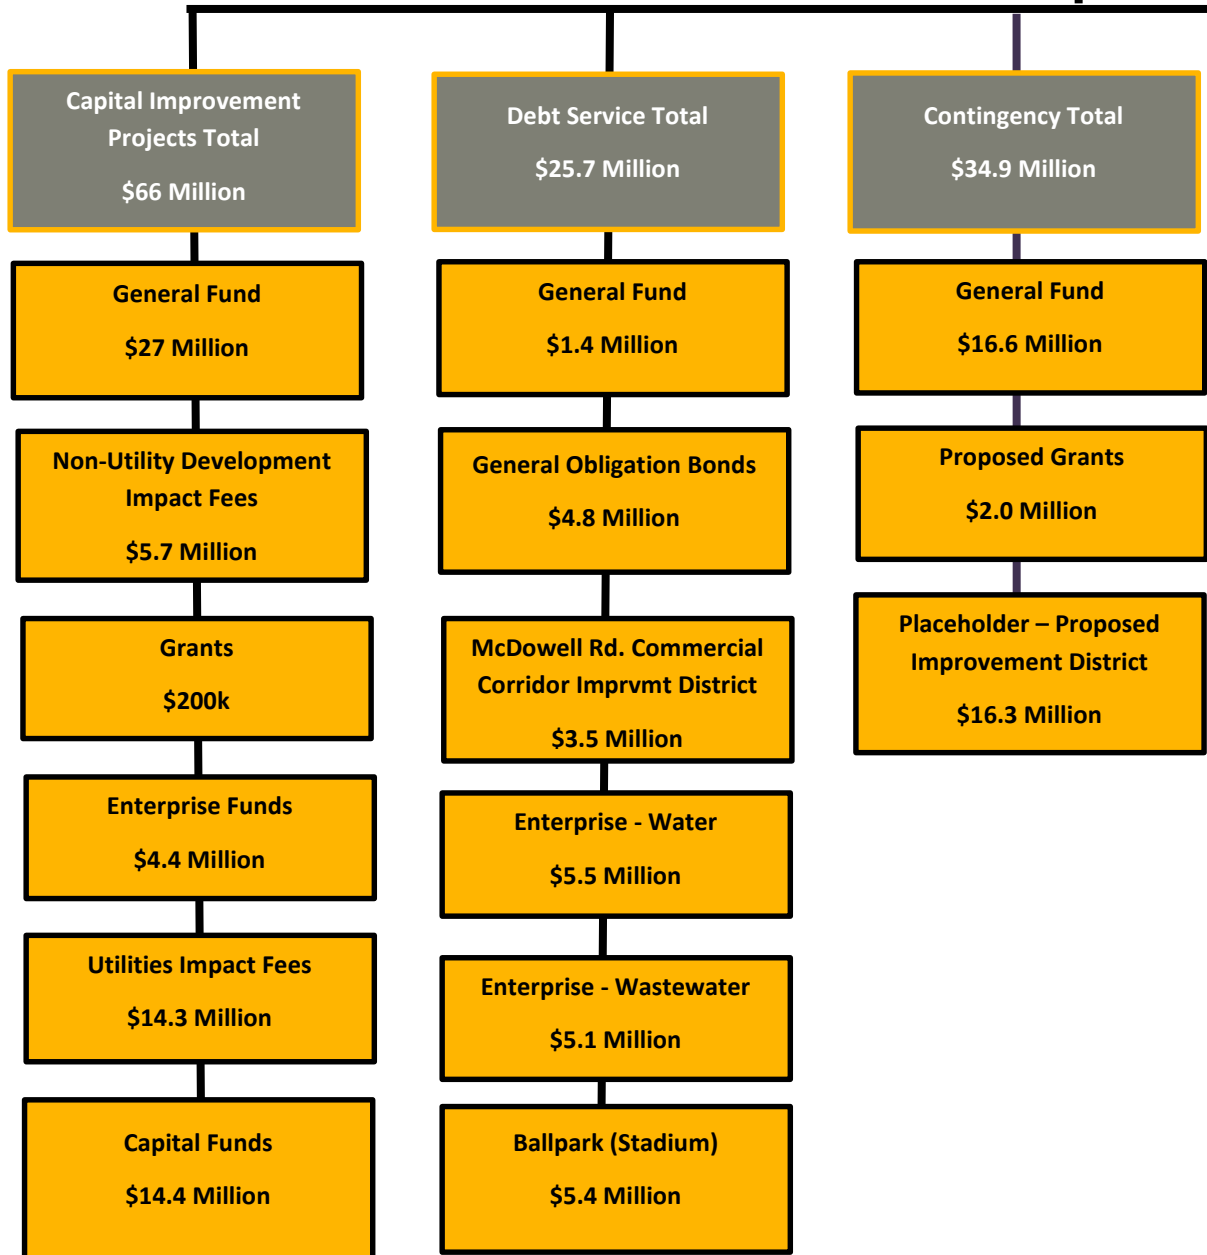 Capital Improvement
Projects Total
$66 Million
General Fund
$27 Million
Non-Utility Development
Impact Fees
$5.7 Million
Grants
$200k
Enterprise Funds
$4.4 Million
Utilities Impact Fees
$14.3 Million
Capital Funds
$14.4 Million
Debt Service Total
$25.7 Million
General Fund
$1.4 Million
General Obligation Bonds
$4.8 Million
McDowell Rd. Commercial
Corridor Imprvmt District
$3.5 Million
Enterprise - Water
$5.5 Million
Enterprise - Wastewater
$5.1 Million
Ballpark (Stadium)
$5.4 Million
Contingency Total
$34.9 Million
General Fund
$16.6 Million
Proposed Grants
$2.0 Million
Placeholder – Proposed
Improvement District
$16.3 Million